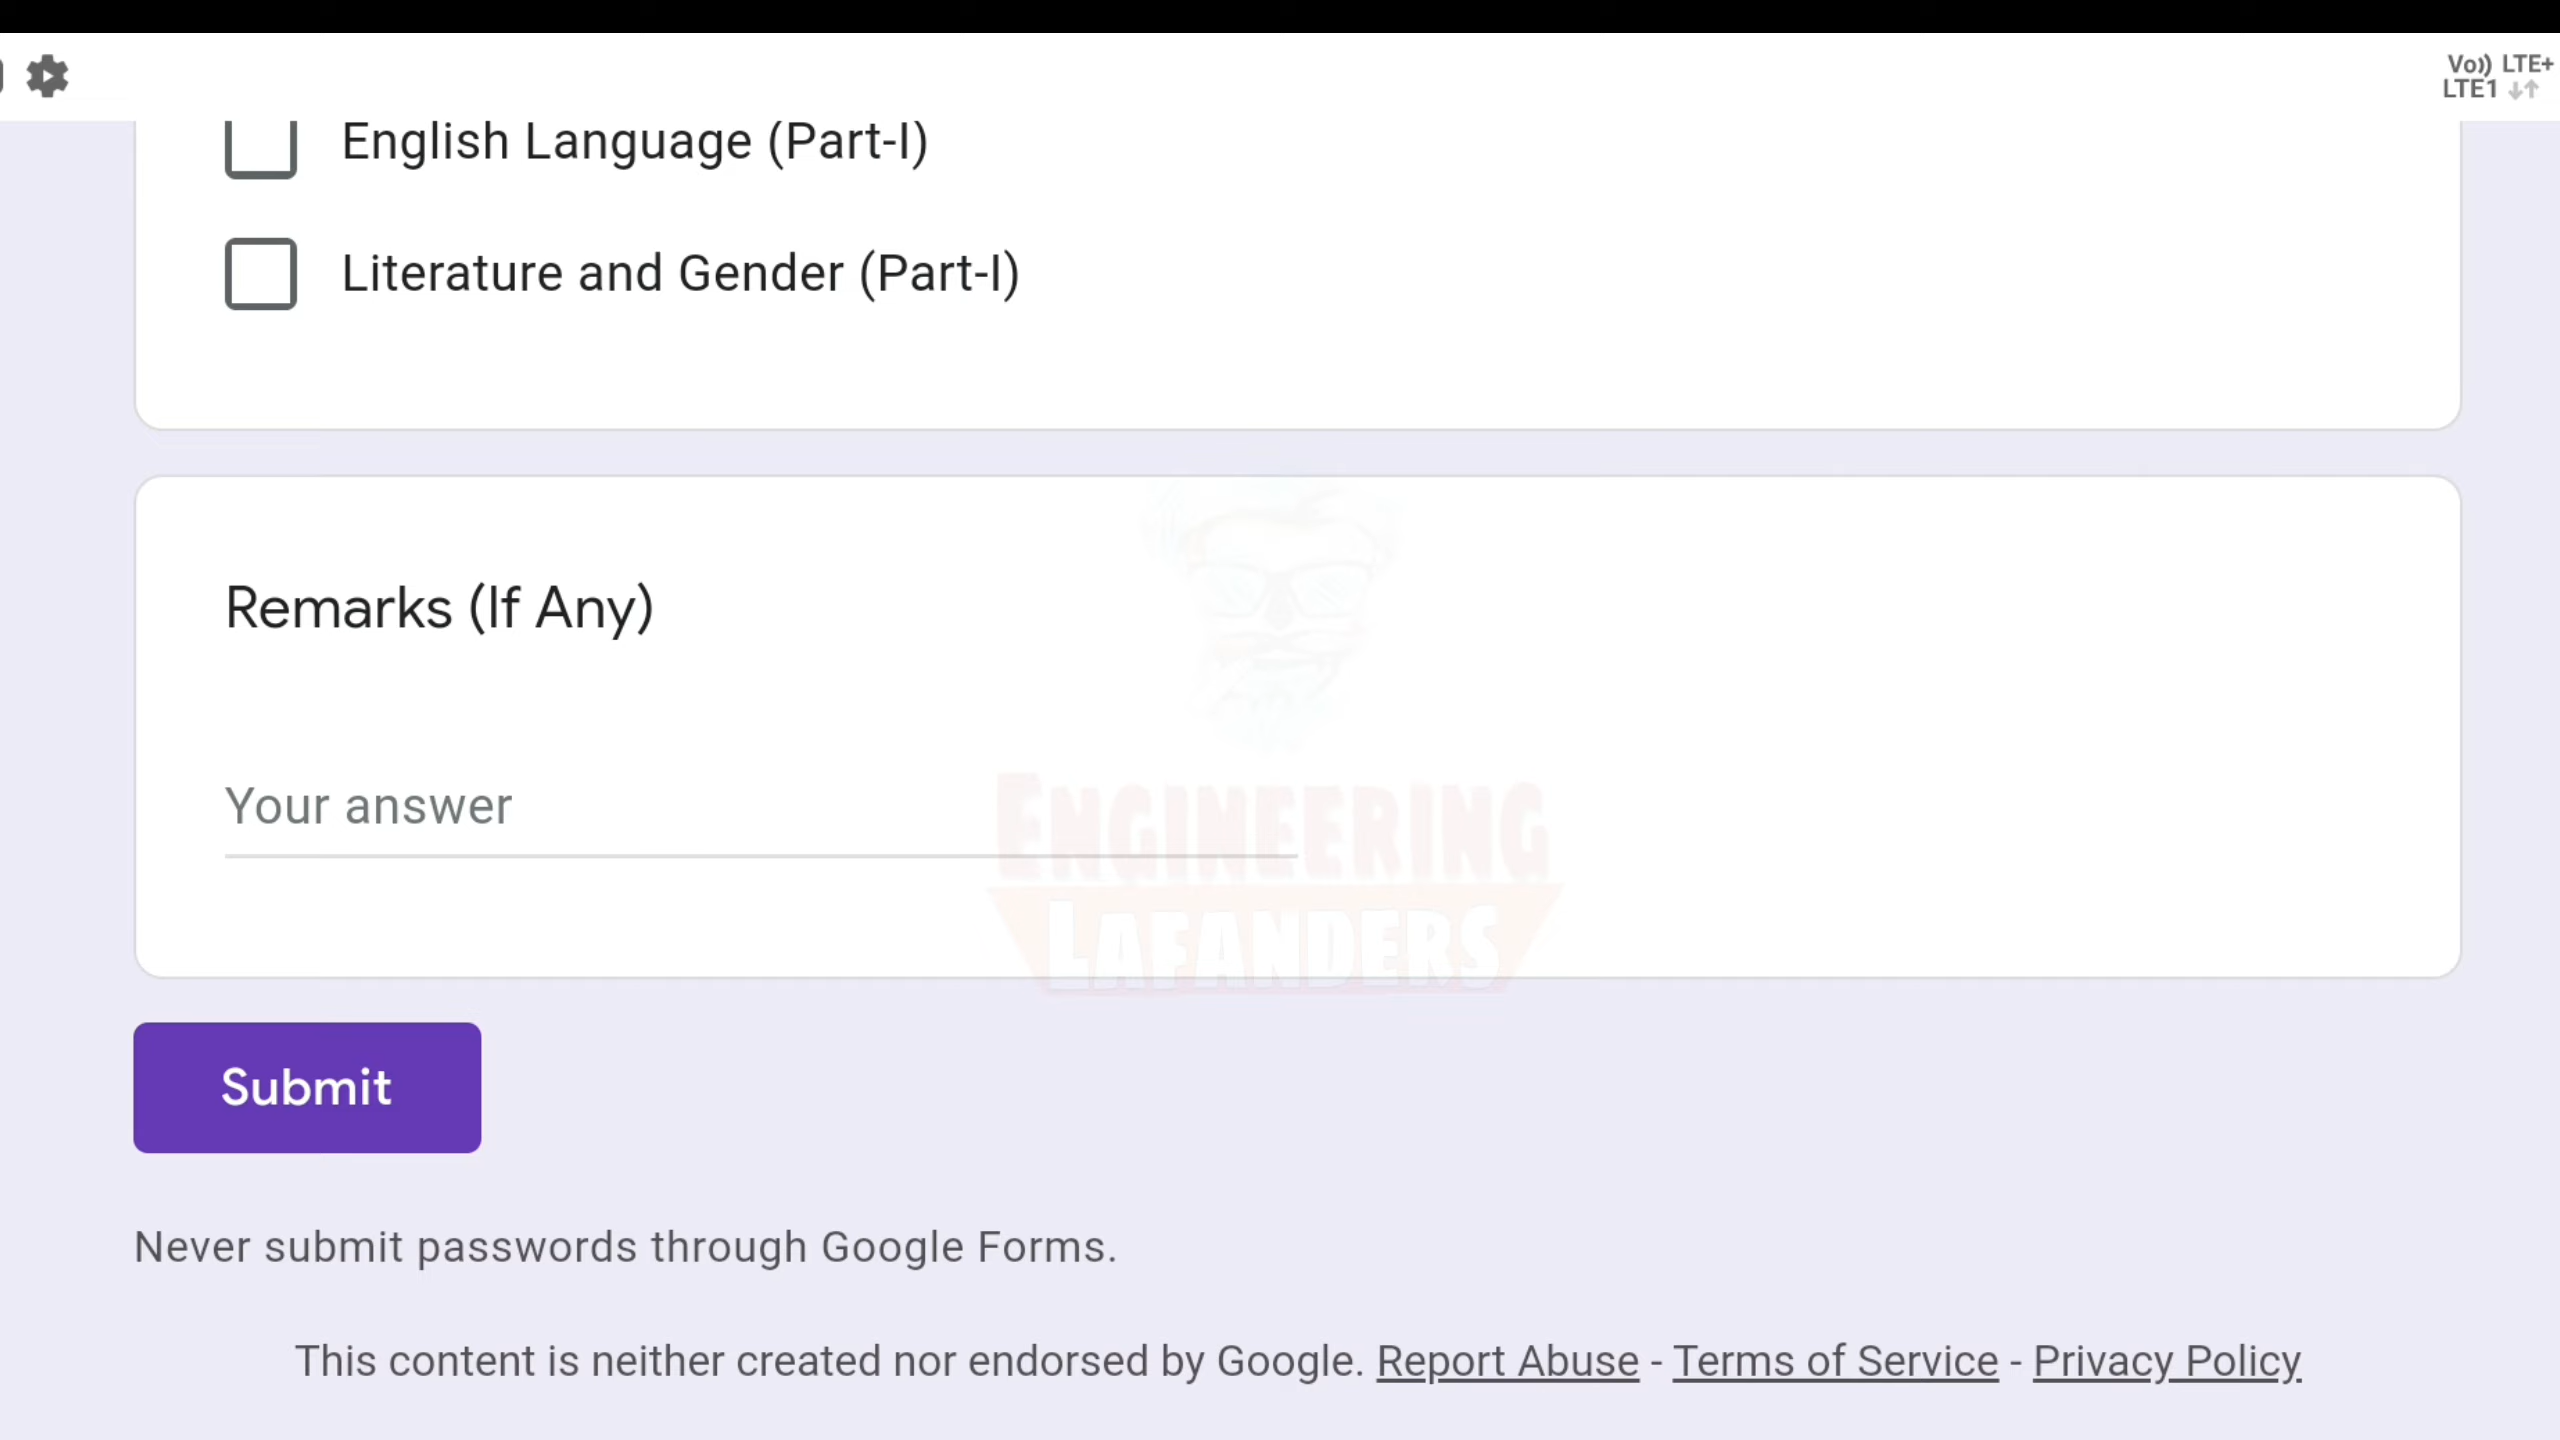 Vo)) LTE+
LTE1 ↓↑
English Language (Part-I)
Literature and Gender (Part-I)
Remarks (If Any)
Your answer
ENGINEERING
LAFANDERS
Submit
Never submit passwords through Google Forms.
This content is neither created nor endorsed by Google. Report Abuse - Terms of Service - Privacy Policy